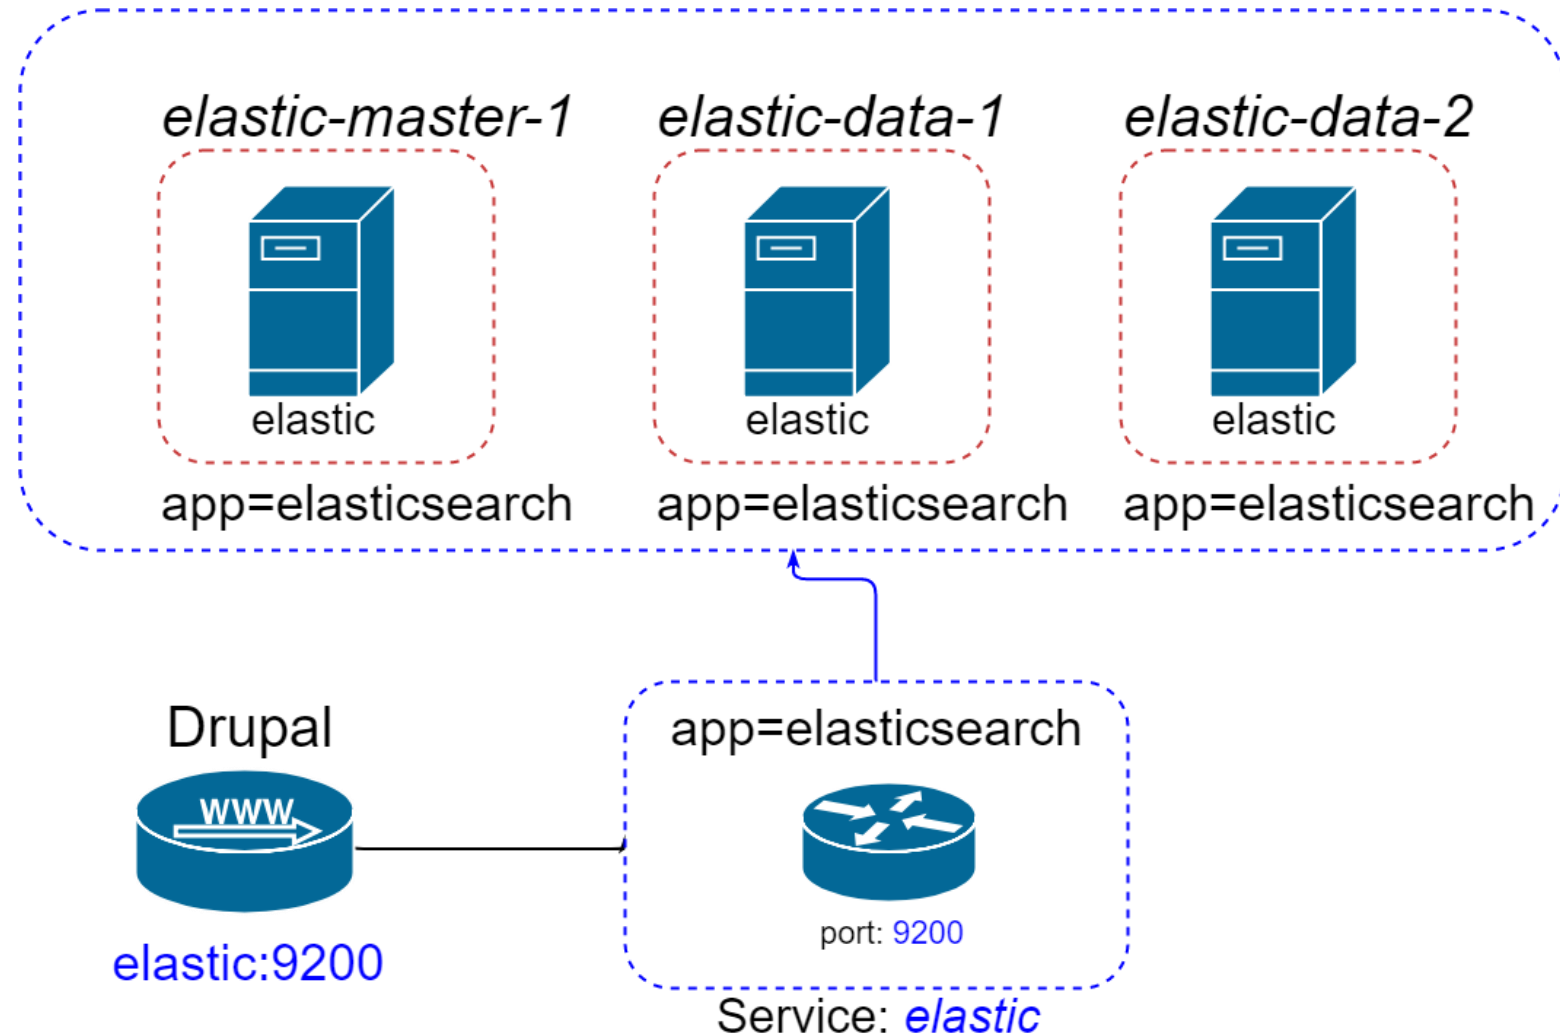 elastic-master-1
elastic-data-1
elastic-data-2
elastic
elastic
elastic
app=elasticsearch
app=elasticsearch
app=elasticsearch
Drupal
WWW
elastic:9200
app=elasticsearch
port: 9200
Service: elastic